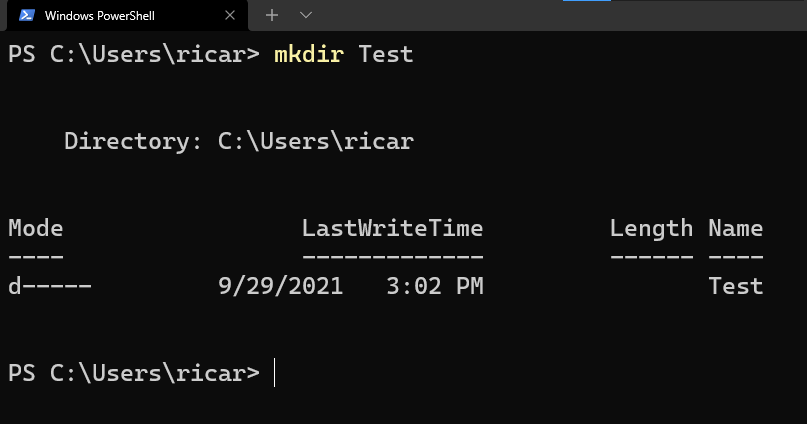 Windows PowerShell
PS C:\Users\ricar> mkdir Test
Directory: C:\Users\ricar
Mode                 LastWriteTime         Length Name
----                 -------------         ------ ----
d-----         9/29/2021   3:02 PM                Test
PS C:\Users\ricar>